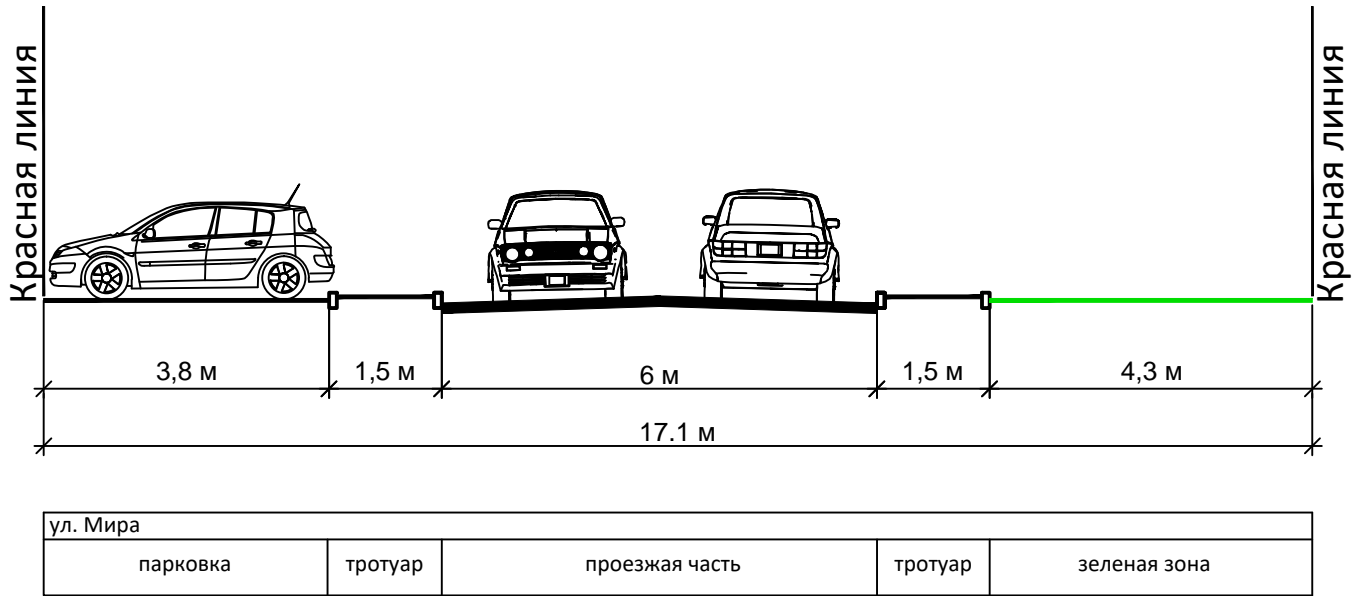 Красная линия
Красная линия
3,8 м
1,5 м
6 м
1,5 м
4,3 м
17.1 м
ул. Мира
парковка
тротуар
проезжая часть
тротуар
зеленая зона